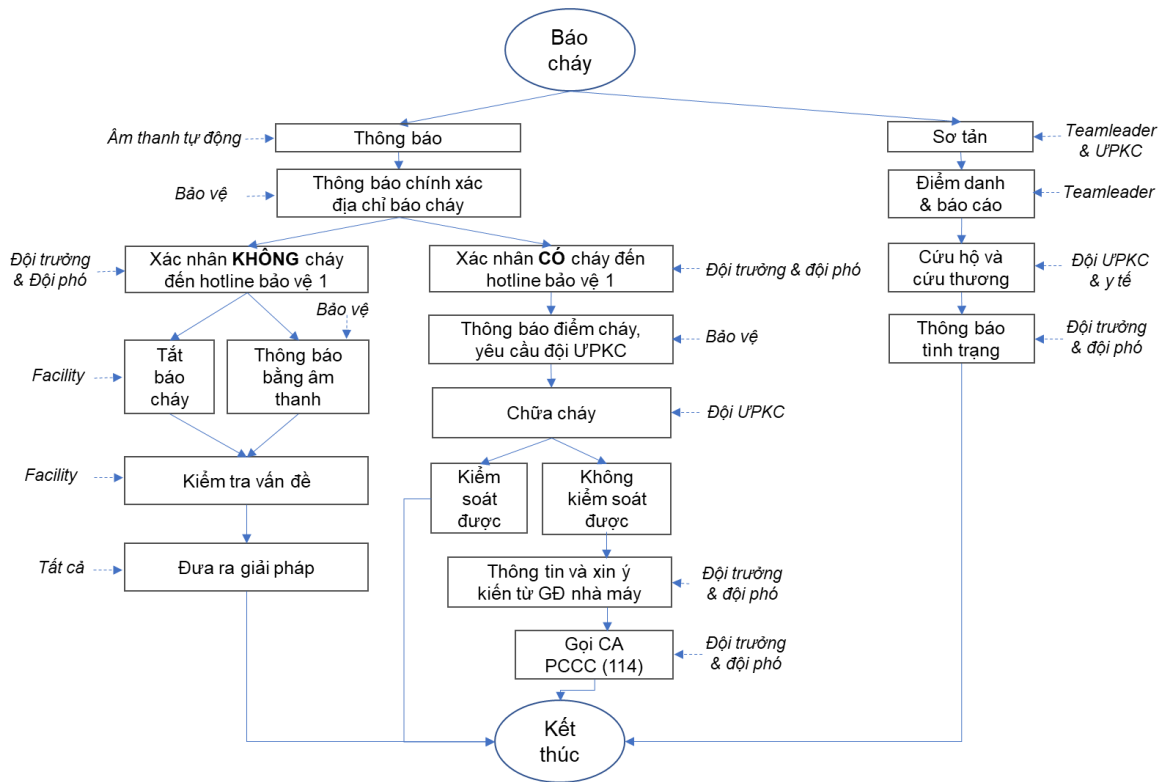 Báo
cháy
Âm thanh tự động
Thông báo
Sơ tản
Teamleader
& ƯPKC
Bảo vệ
Thông báo chính xác
địa chỉ báo cháy
Điểm danh
& báo cáo
Teamleader
Đội trưởng
& Đội phó
Xác nhân KHÔNG cháy
đến hotline bảo vệ 1
Xác nhân CÓ cháy đến
hotline bảo vệ 1
Đội trưởng & đội phó
Cứu hộ và
cứu thương
Đội ƯPKC
& y tế
Bảo vệ
Facility
Tắt
báo
cháy
Thông báo
bằng âm
thanh
Thông báo điểm cháy,
yêu cầu đội ƯPKC
Bảo vệ
Thông báo
tình trạng
Đội trưởng
& đội phó
Chữa cháy
Đội ƯPKC
Facility
Kiểm tra vấn đề
Kiểm
soát
được
Không
kiểm soát
được
Tất cả
Đưa ra giải pháp
Thông tin và xin ý
kiến từ GĐ nhà máy
Đội trưởng
& đội phó
Gọi CA
PCCC (114)
Đội trưởng
& đội phó
Kết
thúc